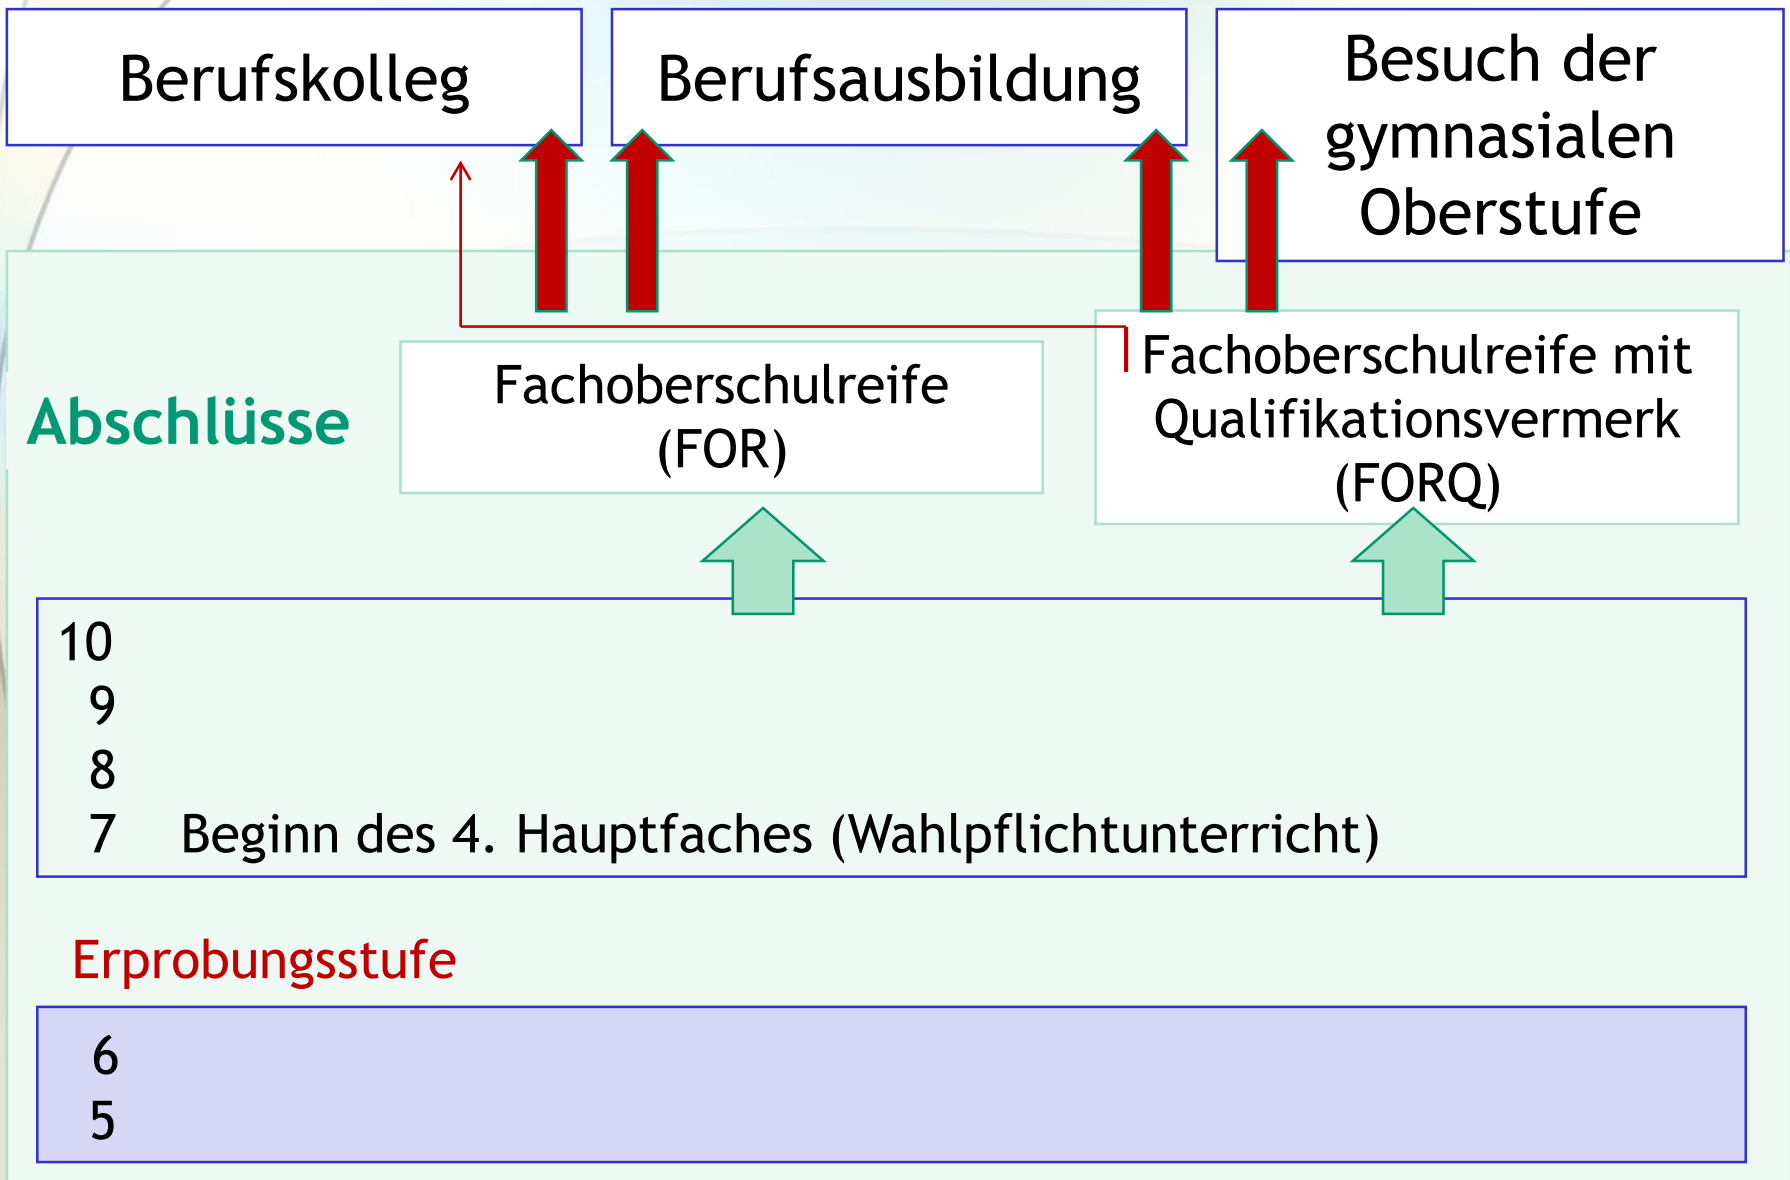 Berufskolleg
Berufsausbildung
Besuch der
gymnasialen
Oberstufe
Abschlüsse
Fachoberschulreife
(FOR)
Fachoberschulreife mit
Qualifikationsvermerk
(FORQ)
10
9
8
7 Beginn des 4. Hauptfaches (Wahlpflichtunterricht)
Erprobungsstufe
6
5